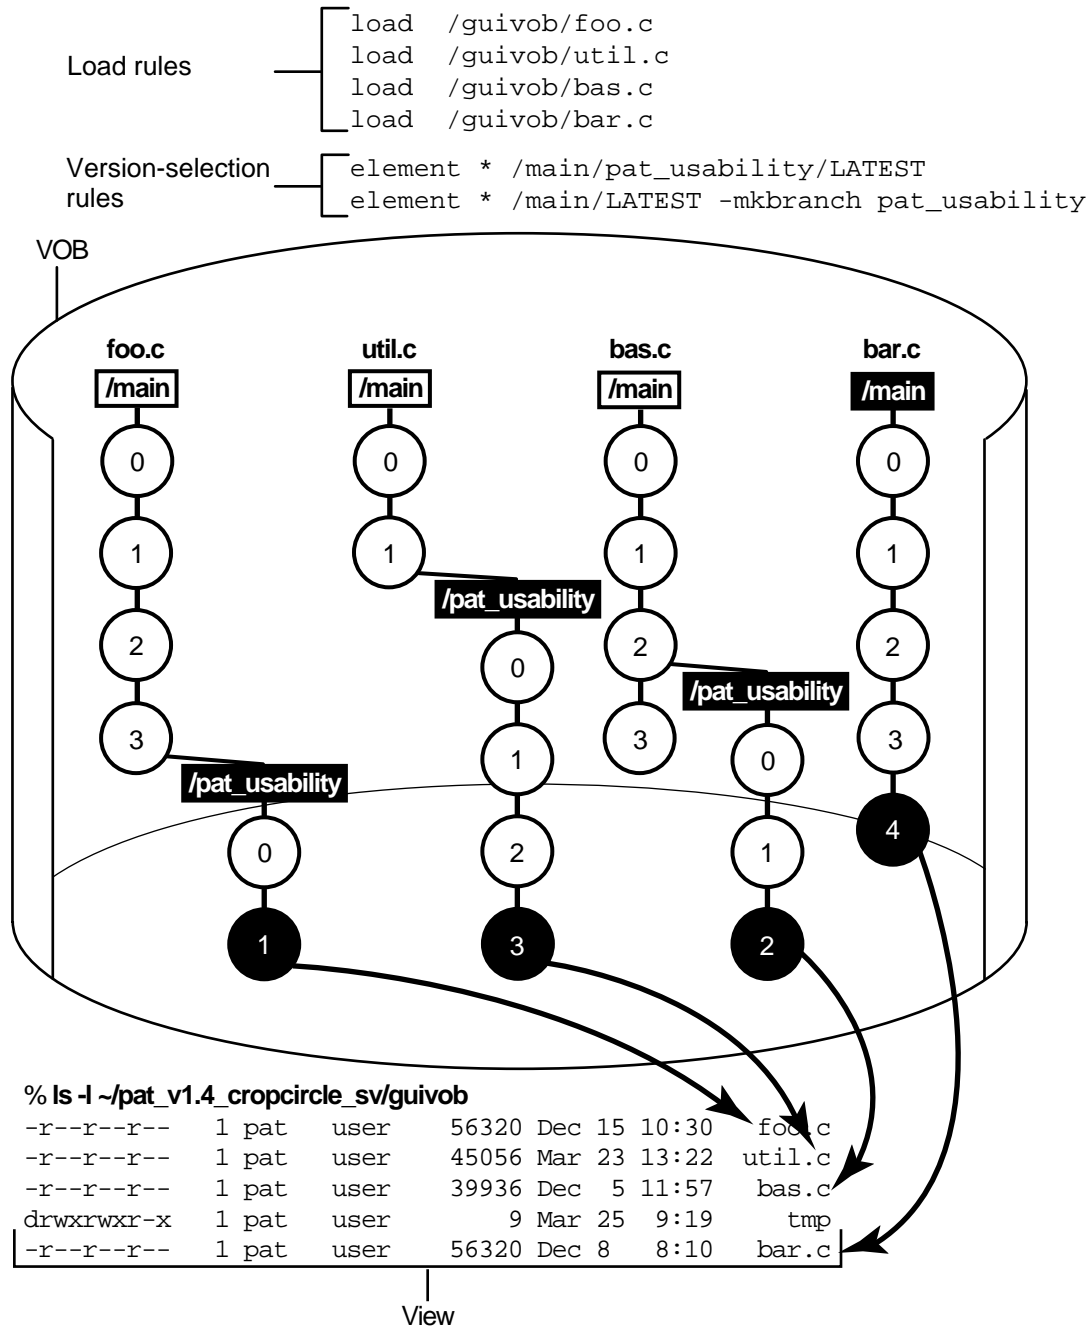 load /guivob/foo.c
load /guivob/util.c
Load rules
load /guivob/bas.c
load /guivob/bar.c
Version-selection rules
element * /main/pat_usability/LATEST
element * /main/LATEST -mkbranch pat_usability
VOB
foo.c util.c bas.c bar.c
/main /main /main /main
0 0 0 0
1 1 1 1
/pat_usability
2 0 2 2
/pat_usability
3 1 3 0 3
/pat_usability
0 2 1 4
1 3 2
% ls -l ~/pat_v1.4_cropcircle_sv/guivob
-r--r--r-- 1 pat user 56320 Dec 15 10:30 foo.c
-r--r--r-- 1 pat user 45056 Mar 23 13:22 util.c
-r--r--r-- 1 pat user 39936 Dec 5 11:57 bas.c
drwxrwxr-x 1 pat user 9 Mar 25 9:19 tmp
-r--r--r-- 1 pat user 56320 Dec 8 8:10 bar.c
View